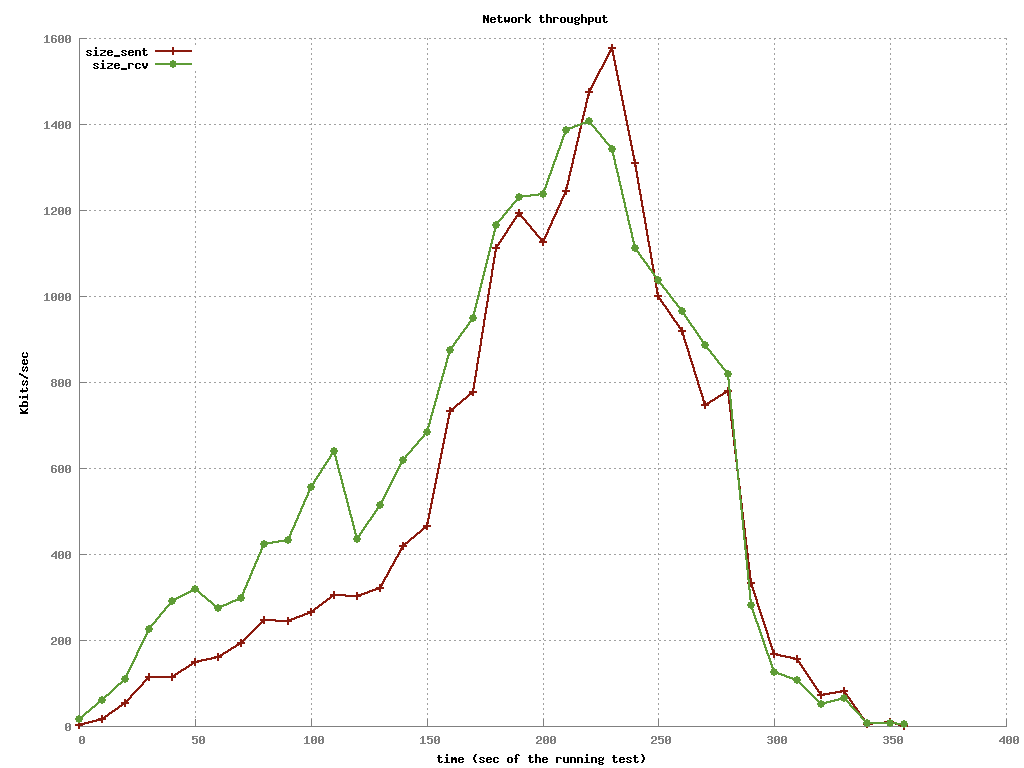 Network throughput
size_sent
size_rcv
1600
1400
1200
1000
800
600
400
200
0
Kbits/sec
0 50 100 150 200 250 300 350 400
time (sec of the running test)